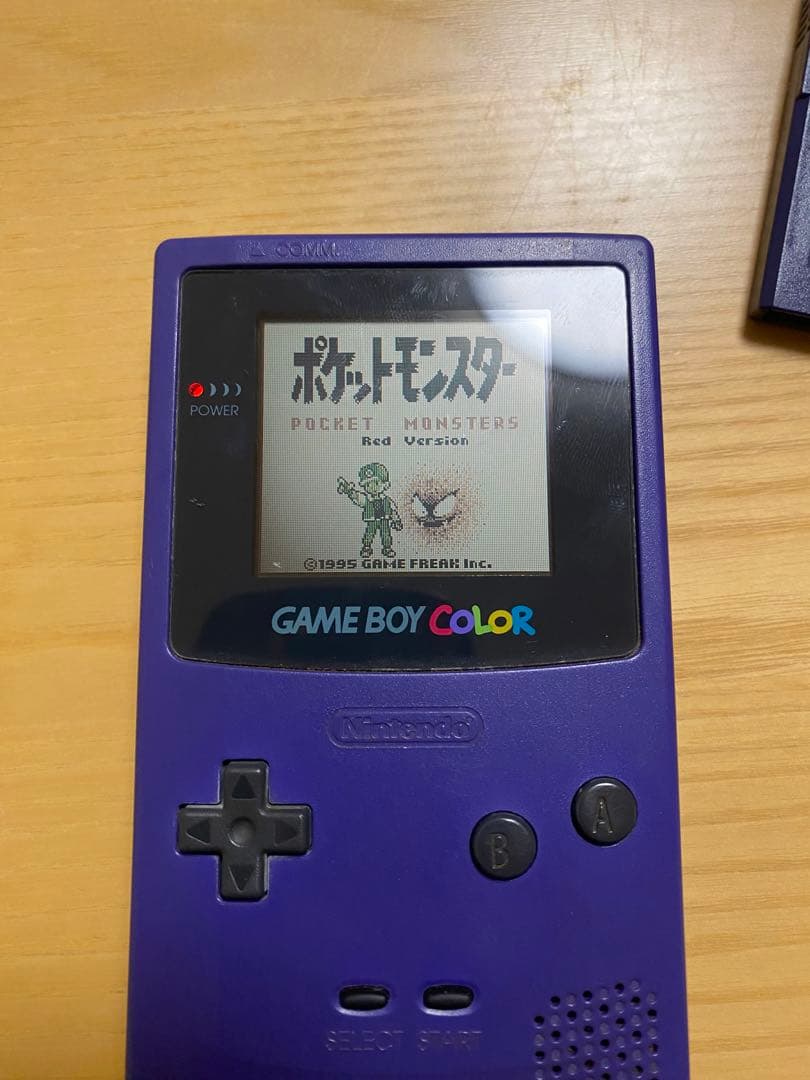 COMM.
ポケットモンスター
POWER
POCKET MONSTERS
Red Version
©1995 GAME FREAK Inc.
GAME BOY COLOR
Nintendo
A
B
SELECT START